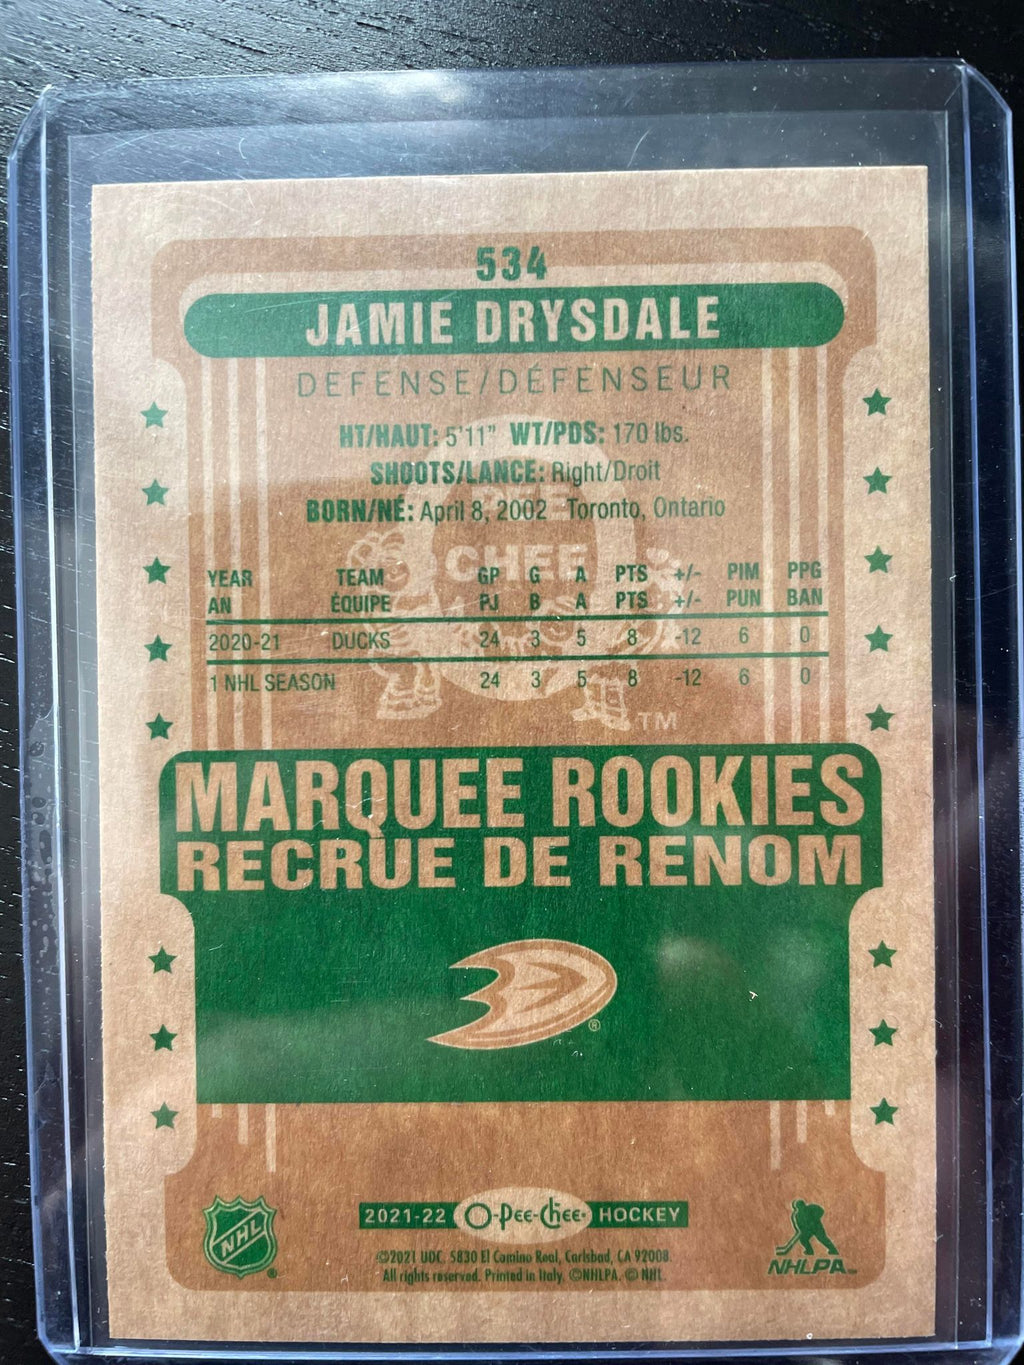 534
JAMIE DRYSDALE
DEFENSE/DÉFENSEUR
HT/HAUT: 5'11" WT/PDS: 170 lbs.
SHOOTS/LANCE: Right/Droit
BORN/NÉ: April 8, 2002 Toronto, Ontario
PEE
CHEE
YEAR TEAM GP G A PTS +/- PIM PPG
AN ÉQUIPE PJ B A PTS +/- PUN BAN
2020-21 DUCKS 24 3 5 8 -12 6 0
1 NHL SEASON 24 3 5 8 -12 6 0
TM
MARQUEE ROOKIES
RECRUE DE RENOM
®
NHL ®
2021-22 O-Pee-Chee HOCKEY
©2021 UDC. 5830 El Camino Real, Carlsbad, CA 92008.
All rights reserved. Printed in Italy. ©NHLPA. © NHL.
NHLPA™